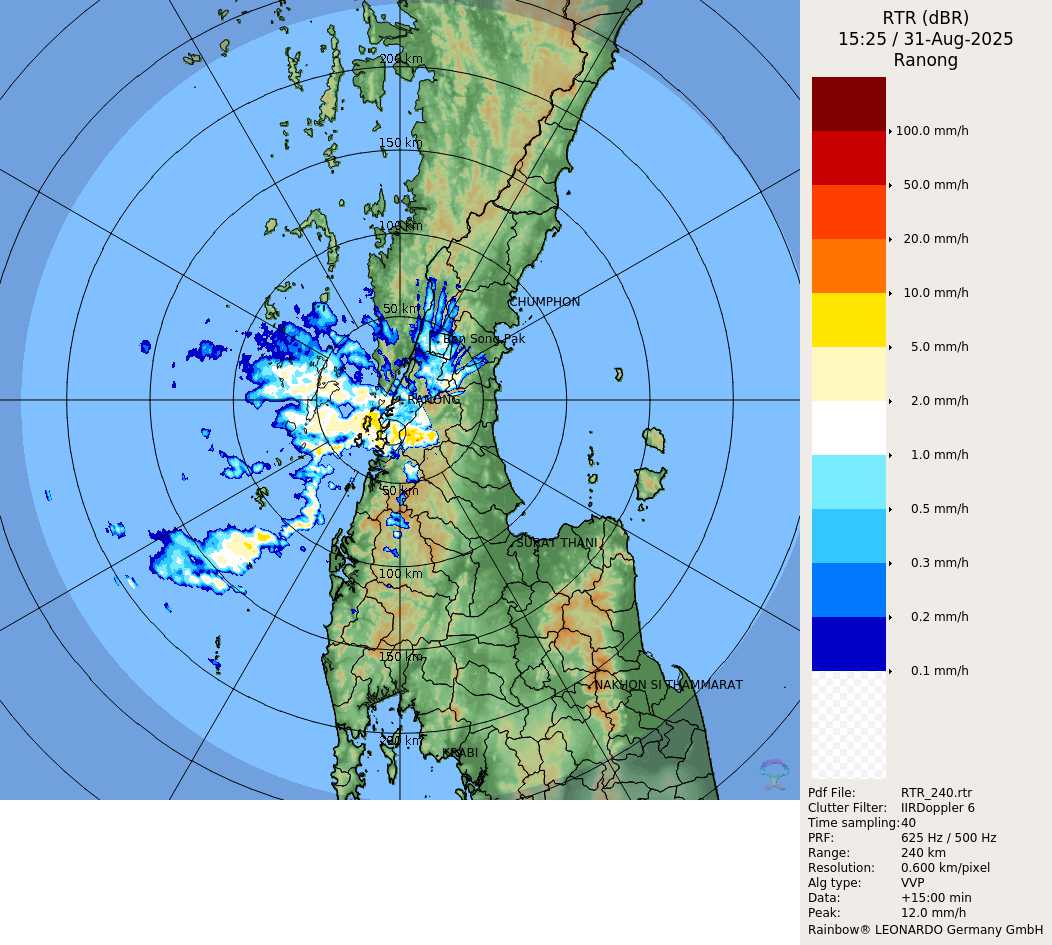 RTR (dBR)
15:25 / 31-Aug-2025
Ranong
200 km
150 km
100 km
50 km
CHUMPHON
Ban Song Pak
RANONG
50 km
SURAT THANI
100 km
150 km
NAKHON SI THAMMARAT
200 km
KRABI
100.0 mm/h
50.0 mm/h
20.0 mm/h
10.0 mm/h
5.0 mm/h
2.0 mm/h
1.0 mm/h
0.5 mm/h
0.3 mm/h
0.2 mm/h
0.1 mm/h
Pdf File: RTR_240.rtr
Clutter Filter: IIRDoppler 6
Time sampling: 40
PRF: 625 Hz / 500 Hz
Range: 240 km
Resolution: 0.600 km/pixel
Alg type: VVP
Data: +15:00 min
Peak: 12.0 mm/h
Rainbow® LEONARDO Germany GmbH